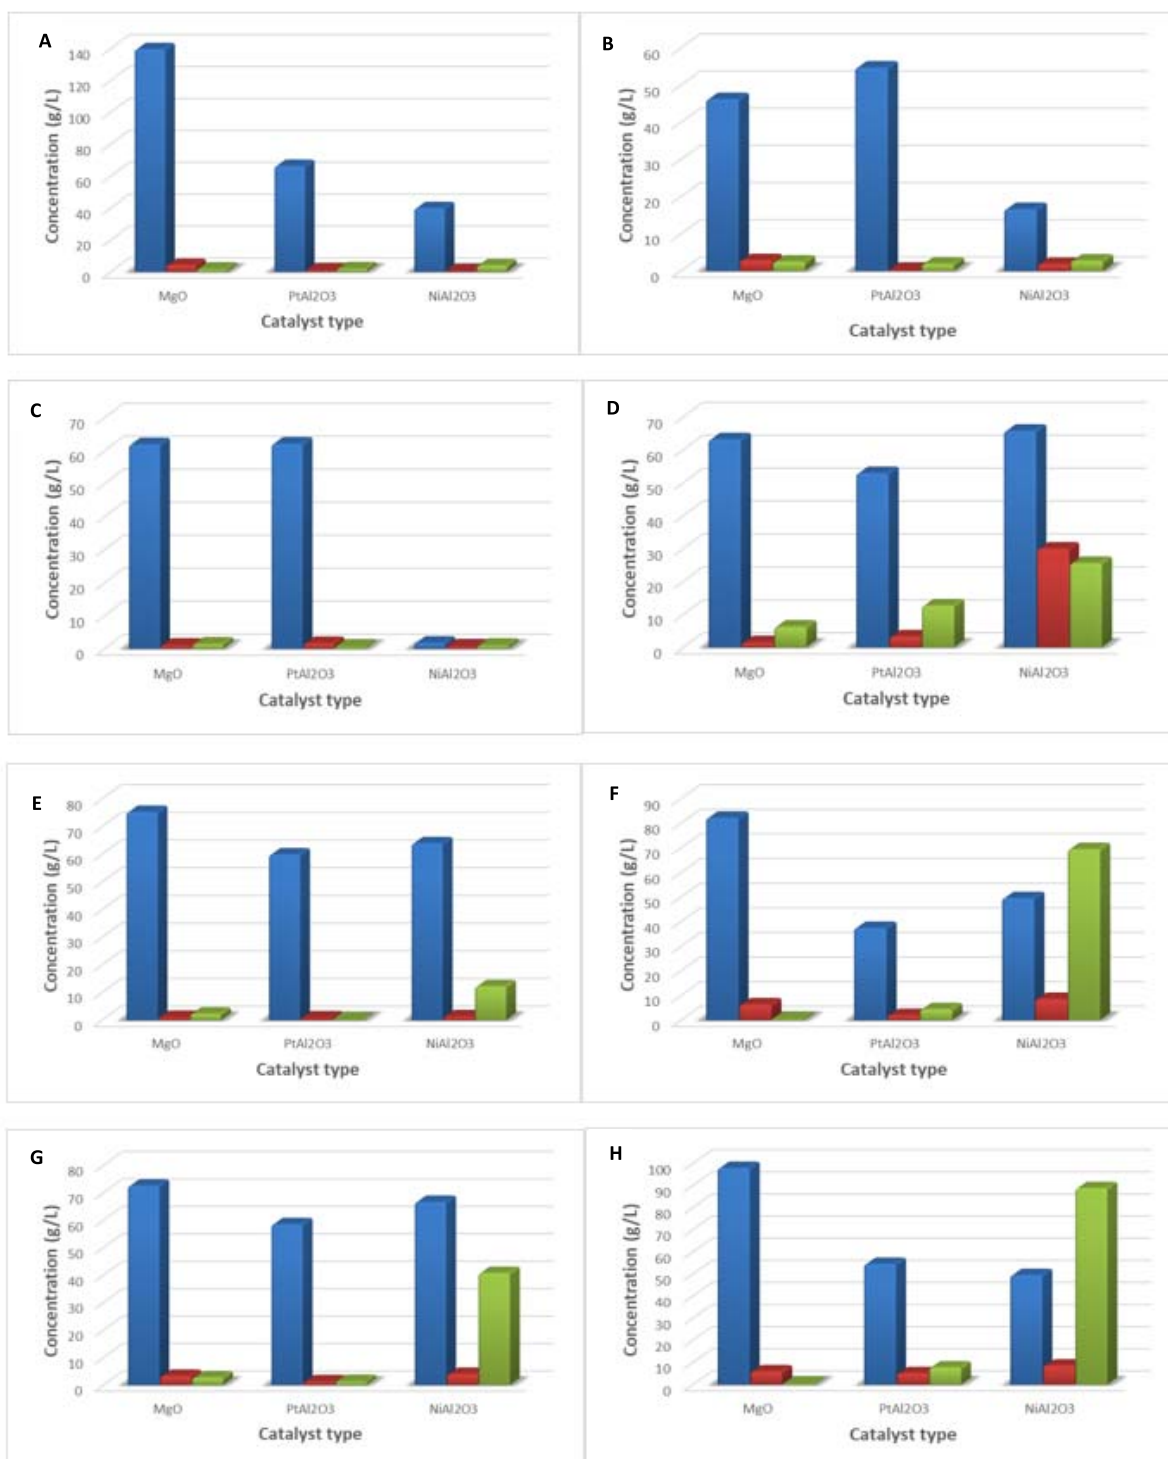 A
Concentration (g/L)
140
120
100
80
60
40
20
0
MgO
PtAl2O3
NiAl2O3
Catalyst type
B
Concentration (g/L)
60
50
40
30
20
10
0
MgO
PtAl2O3
NiAl2O3
Catalyst type
C
Concentration (g/L)
70
60
50
40
30
20
10
0
MgO
PtAl2O3
NiAl2O3
Catalyst type
D
Concentration (g/L)
70
60
50
40
30
20
10
0
MgO
PtAl2O3
NiAl2O3
Catalyst type
E
Concentration (g/L)
80
70
60
50
40
30
20
10
0
MgO
PtAl2O3
NiAl2O3
Catalyst type
F
Concentration (g/L)
90
80
70
60
50
40
30
20
10
0
MgO
PtAl2O3
NiAl2O3
Catalyst type
G
Concentration (g/L)
80
70
60
50
40
30
20
10
0
MgO
PtAl2O3
NiAl2O3
Catalyst type
H
Concentration (g/L)
100
90
80
70
60
50
40
30
20
10
0
MgO
PtAl2O3
NiAl2O3
Catalyst type